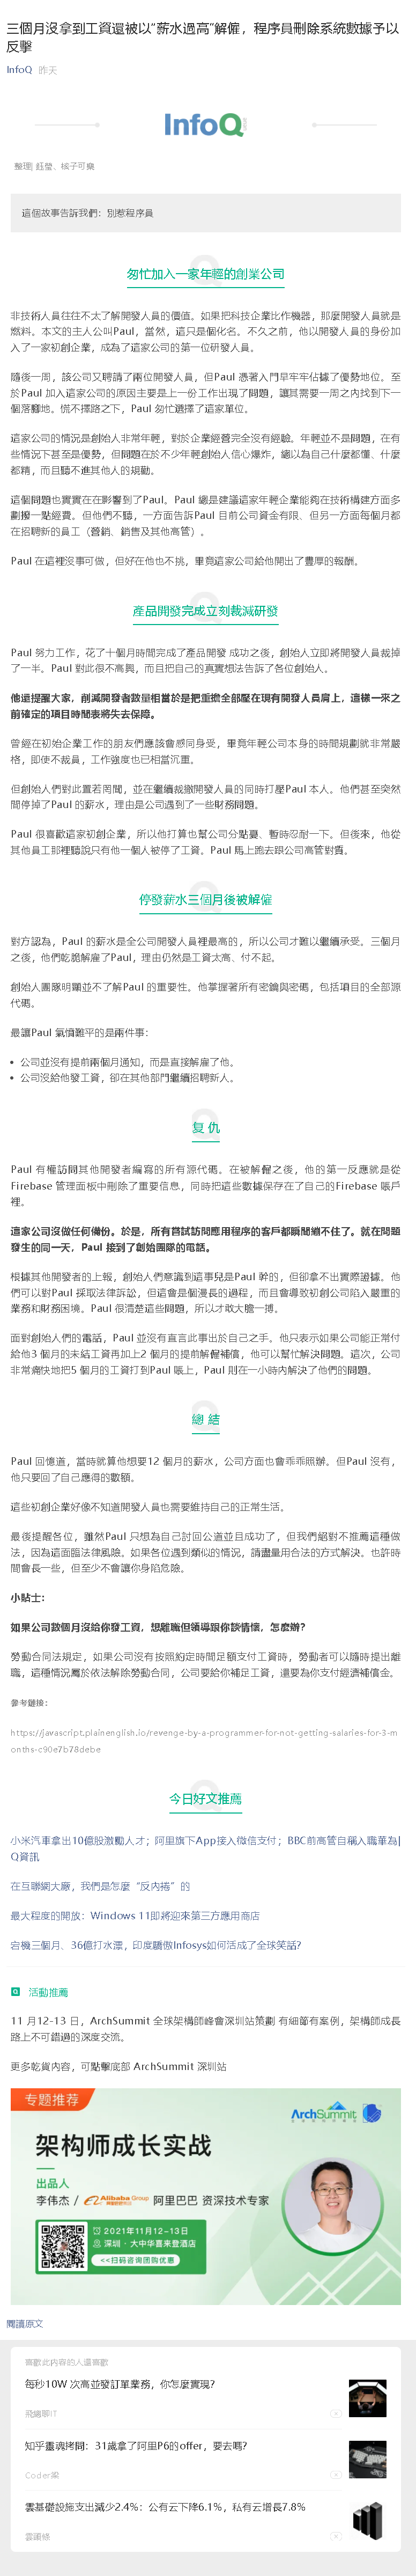 三個月沒拿到工資還被以“薪水過高”解僱，程序員刪除系統數據予以
反擊
InfoQ 昨天
InfoQ
整理| 鈺瑩、核子可樂
這個故事告訴我們：別惹程序員
匆忙加入一家年輕的創業公司
非技術人員往往不太了解開發人員的價值。如果把科技企業比作機器，那麼開發人員就是
燃料。本文的主人公叫Paul，當然，這只是個化名。不久之前，他以開發人員的身份加
入了一家初創企業，成為了這家公司的第一位研發人員。
隨後一周，該公司又聘請了兩位開發人員，但Paul 憑著入門早牢牢佔據了優勢地位。至
於Paul 加入這家公司的原因主要是上一份工作出現了問題，讓其需要一周之內找到下一
個落腳地。慌不擇路之下，Paul 匆忙選擇了這家單位。
這家公司的情況是創始人非常年輕，對於企業經營完全沒有經驗。年輕並不是問題，在有
些情況下甚至是優勢，但問題在於不少年輕創始人信心爆炸，總以為自己什麼都懂、什麼
都精，而且聽不進其他人的規勸。
這個問題也實實在在影響到了Paul。Paul 總是建議這家年輕企業能夠在技術構建方面多
劃撥一點經費。但他們不聽，一方面告訴Paul 目前公司資金有限、但另一方面每個月都
在招聘新的員工（營銷、銷售及其他高管）。
Paul 在這裡沒事可做，但好在他也不挑，畢竟這家公司給他開出了豐厚的報酬。
產品開發完成立刻裁減研發
Paul 努力工作，花了十個月時間完成了產品開發 成功之後，創始人立即將開發人員裁掉
了一半。Paul 對此很不高興，而且把自己的真實想法告訴了各位創始人。
他還提醒大家，削減開發者數量相當於是把重擔全部壓在現有開發人員肩上，這樣一來之
前確定的項目時間表將失去保障。
曾經在初始企業工作的朋友們應該會感同身受，畢竟年輕公司本身的時間規劃就非常嚴
格，即使不裁員，工作強度也已相當沉重。
但創始人們對此置若罔聞，並在繼續裁撤開發人員的同時打壓Paul 本人。他們甚至突然
間停掉了Paul 的薪水，理由是公司遇到了一些財務問題。
Paul 很喜歡這家初創企業，所以他打算也幫公司分點憂、暫時忍耐一下。但後來，他從
其他員工那裡聽說只有他一個人被停了工資。Paul 馬上跑去跟公司高管對質。
停發薪水三個月後被解僱
對方認為，Paul 的薪水是全公司開發人員裡最高的，所以公司才難以繼續承受。三個月
之後，他們乾脆解雇了Paul，理由仍然是工資太高、付不起。
創始人團隊明顯並不了解Paul 的重要性。他掌握著所有密鑰與密碼，包括項目的全部源
代碼。
最讓Paul 氣憤難平的是兩件事：
• 公司並沒有提前兩個月通知，而是直接解雇了他。
• 公司沒給他發工資，卻在其他部門繼續招聘新人。
复 仇
Paul 有權訪問其他開發者編寫的所有源代碼。在被解僱之後，他的第一反應就是從
Firebase 管理面板中刪除了重要信息，同時把這些數據保存在了自己的Firebase 賬戶
裡。
這家公司沒做任何備份。於是，所有嘗試訪問應用程序的客戶都瞬間繃不住了。就在問題
發生的同一天，Paul 接到了創始團隊的電話。
根據其他開發者的上報，創始人們意識到這事兒是Paul 幹的，但卻拿不出實際證據。他
們可以對Paul 採取法律訴訟，但這會是個漫長的過程，而且會導致初創公司陷入嚴重的
業務和財務困境。Paul 很清楚這些問題，所以才敢大膽一搏。
面對創始人們的電話，Paul 並沒有直言此事出於自己之手。他只表示如果公司能正常付
給他3 個月的未結工資再加上2 個月的提前解僱補償，他可以幫忙解決問題。這次，公司
非常痛快地把5 個月的工資打到Paul 賬上，Paul 則在一小時內解決了他們的問題。
總 結
Paul 回憶道，當時就算他想要12 個月的薪水，公司方面也會乖乖照辦。但Paul 沒有，
他只要回了自己應得的數額。
這些初創企業好像不知道開發人員也需要維持自己的正常生活。
最後提醒各位，雖然Paul 只想為自己討回公道並且成功了，但我們絕對不推薦這種做
法，因為這面臨法律風險。如果各位遇到類似的情況，請盡量用合法的方式解決。也許時
間會長一些，但至少不會讓你身陷危險。
小貼士：
如果公司數個月沒給你發工資，想離職但領導跟你談情懷，怎麼辦？
勞動合同法規定，如果公司沒有按照約定時間足額支付工資時，勞動者可以隨時提出離
職，這種情況屬於依法解除勞動合同，公司要給你補足工資，還要為你支付經濟補償金。
參考鏈接：
https://javascript.plainenglish.io/revenge-by-a-programmer-for-not-getting-salaries-for-3-m
onths-c90e7b78debe
今日好文推薦
小米汽車拿出10億股激勵人才；阿里旗下App接入微信支付；BBC前高管自稱入職華為|
Q資訊
在互聯網大廠，我們是怎麼“反內捲”的
最大程度的開放：Windows 11即將迎來第三方應用商店
宕機三個月、36億打水漂，印度驕傲Infosys如何活成了全球笑話？
Q 活動推薦
11 月12-13 日，ArchSummit 全球架構師峰會深圳站策劃 有細節有案例，架構師成長
路上不可錯過的深度交流。
更多乾貨內容，可點擊底部 ArchSummit 深圳站
专题推荐
ArchSummit
架构师成长实战
出品人
李伟杰 / Alibaba Group 阿里巴巴 资深技术专家
2021年11月12-13日
深圳 · 大中华喜来登酒店
<<扫码咨询团购优惠
閱讀原文
喜歡此內容的人還喜歡
每秒10W 次高並發訂單業務，你怎麼實現？
飛總聊IT
知乎靈魂拷問：31歲拿了阿里P6的offer，要去嗎？
Coder梁
雲基礎設施支出減少2.4%：公有云下降6.1%，私有云增長7.8%
雲頭條